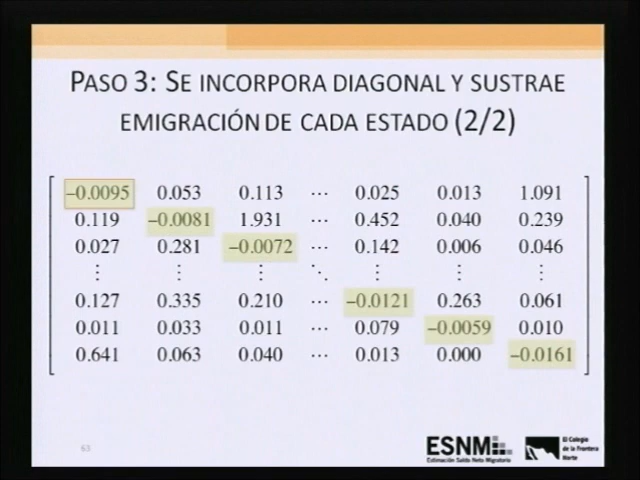 PASO 3: SE INCORPORA DIAGONAL Y SUSTRAE
EMIGRACIÓN DE CADA ESTADO (2/2)
−0.0095 0.053 0.113 ⋯ 0.025 0.013 1.091
0.119 −0.0081 1.931 ⋯ 0.452 0.040 0.239
0.027 0.281 −0.0072 ⋯ 0.142 0.006 0.046
⋮ ⋮ ⋮ ⋱ ⋮ ⋮ ⋮
0.127 0.335 0.210 ⋯ −0.0121 0.263 0.061
0.011 0.033 0.011 ⋯ 0.079 −0.0059 0.010
0.641 0.063 0.040 ⋯ 0.013 0.000 −0.0161
63
ESNM
Estimación Saldo Neto Migratorio
El Colegio
de la Frontera
Norte